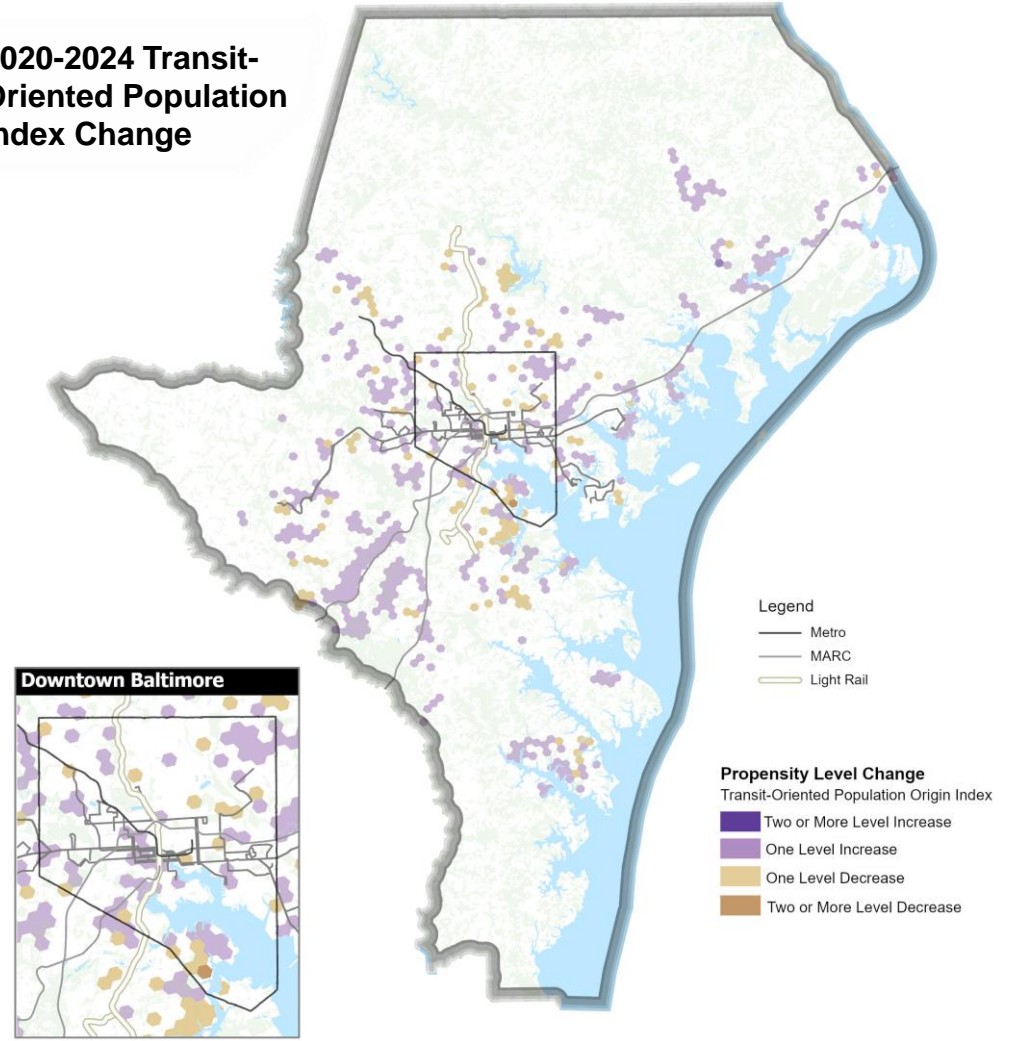 020-2024 Transit-
Oriented Population
ndex Change
Legend
Metro
MARC
Light Rail
Downtown Baltimore
Propensity Level Change
Transit-Oriented Population Origin Index
Two or More Level Increase
One Level Increase
One Level Decrease
Two or More Level Decrease